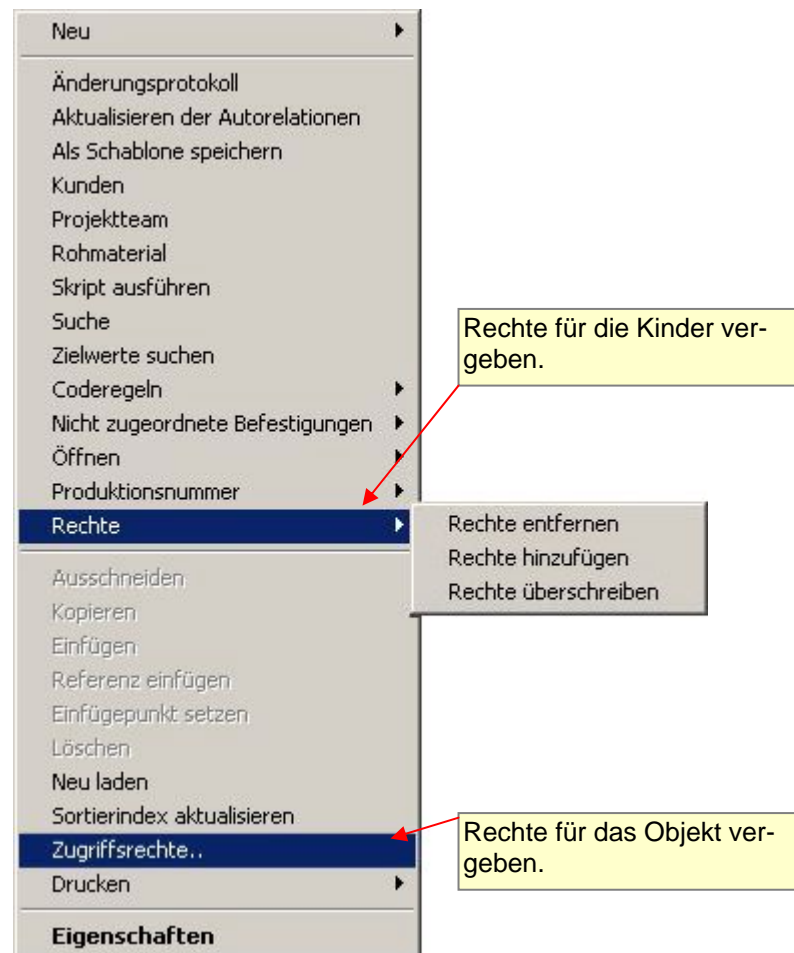 Neu
Änderungsprotokoll
Aktualisieren der Autorelationen
Als Schablone speichern
Kunden
Projektteam
Rohmaterial
Skript ausführen
Suche
Zielwerte suchen
Coderegeln
Nicht zugeordnete Befestigungen
Öffnen
Produktionsnummer
Rechte
Rechte für die Kinder ver-
geben.
Rechte entfernen
Rechte hinzufügen
Rechte überschreiben
Ausschneiden
Kopieren
Einfügen
Referenz einfügen
Einfügepunkt setzen
Löschen
Neu laden
Sortierindex aktualisieren
Zugriffsrechte..
Rechte für das Objekt ver-
geben.
Drucken
Eigenschaften